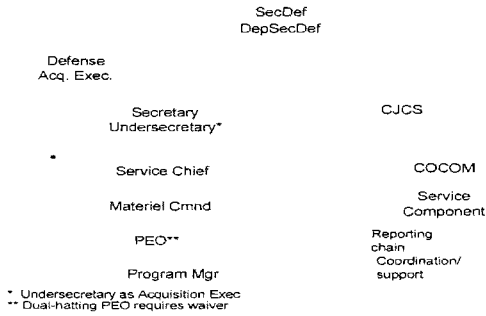 SecDef
DepSecDef
Defense
Acq. Exec.
Secretary
Undersecretary*
CJCS
*
Service Chief
COCOM
Materiel Cmnd
Service
Component
PEO**
Reporting
chain
Program Mgr
Coordination/
support
* Undersecretary as Acquisition Exec
** Dual-hatting PEO requires waiver